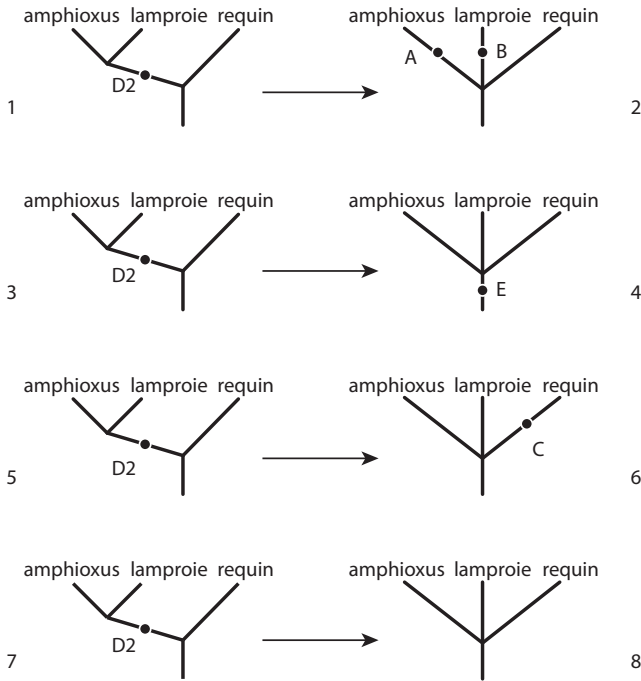 amphioxus lamproie requin amphioxus lamproie requin
A B
D2
1 2
amphioxus lamproie requin amphioxus lamproie requin
D2
E
3 4
amphioxus lamproie requin amphioxus lamproie requin
C
D2
5 6
amphioxus lamproie requin amphioxus lamproie requin
D2
7 8